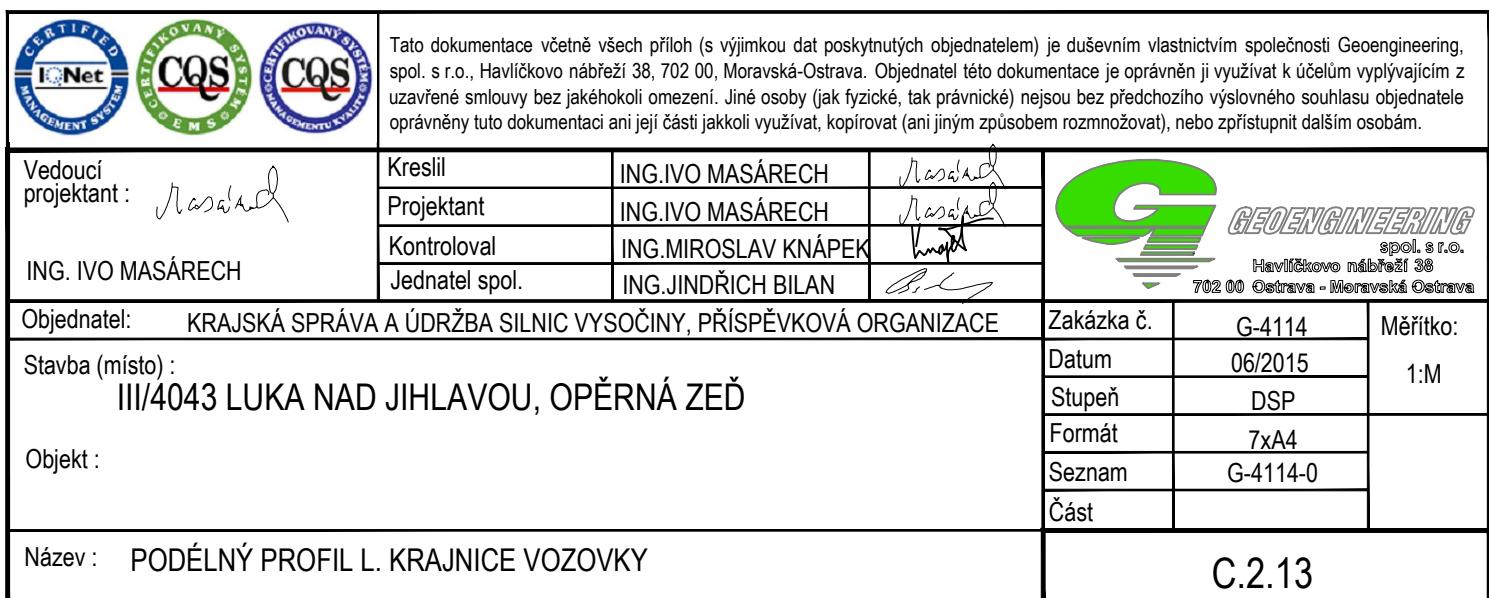 CERTIFIED
IQNet
MANAGEMENT SYSTEM
CERTIFIKOVANÝ SYSTÉM
CQS
EMS
CERTIFIKOVANÝ SYSTÉM
CQS
MANAGEMENTU KVALITY
Tato dokumentace včetně všech příloh (s výjimkou dat poskytnutých objednatelem) je duševním vlastnictvím společnosti Geoengineering,
spol. s r.o., Havlíčkovo nábřeží 38, 702 00, Moravská-Ostrava. Objednatel této dokumentace je oprávněn ji využívat k účelům vyplývajícím z
uzavřené smlouvy bez jakéhokoli omezení. Jiné osoby (jak fyzické, tak právnické) nejsou bez předchozího výslovného souhlasu objednatele
oprávněny tuto dokumentaci ani její části jakkoli využívat, kopírovat (ani jiným způsobem rozmnožovat), nebo zpřístupnit dalším osobám.
Vedoucí
projektant :
Masárech
ING. IVO MASÁRECH
Kreslil ING.IVO MASÁRECH Masárech
Projektant ING.IVO MASÁRECH Masárech
Kontroloval ING.MIROSLAV KNÁPEK Knápek
Jednatel spol. ING.JINDŘICH BILAN
GEOENGINEERING
spol. s r.o.
Havlíčkovo nábřeží 38
702 00 Ostrava - Moravská Ostrava
Objednatel: KRAJSKÁ SPRÁVA A ÚDRŽBA SILNIC VYSOČINY, PŘÍSPĚVKOVÁ ORGANIZACE
Stavba (místo) :
III/4043 LUKA NAD JIHLAVOU, OPĚRNÁ ZEĎ
Objekt :
Zakázka č. G-4114
Datum 06/2015
Stupeň DSP
Formát 7xA4
Seznam G-4114-0
Část
Měřítko:
1:M
Název : PODÉLNÝ PROFIL L. KRAJNICE VOZOVKY
C.2.13